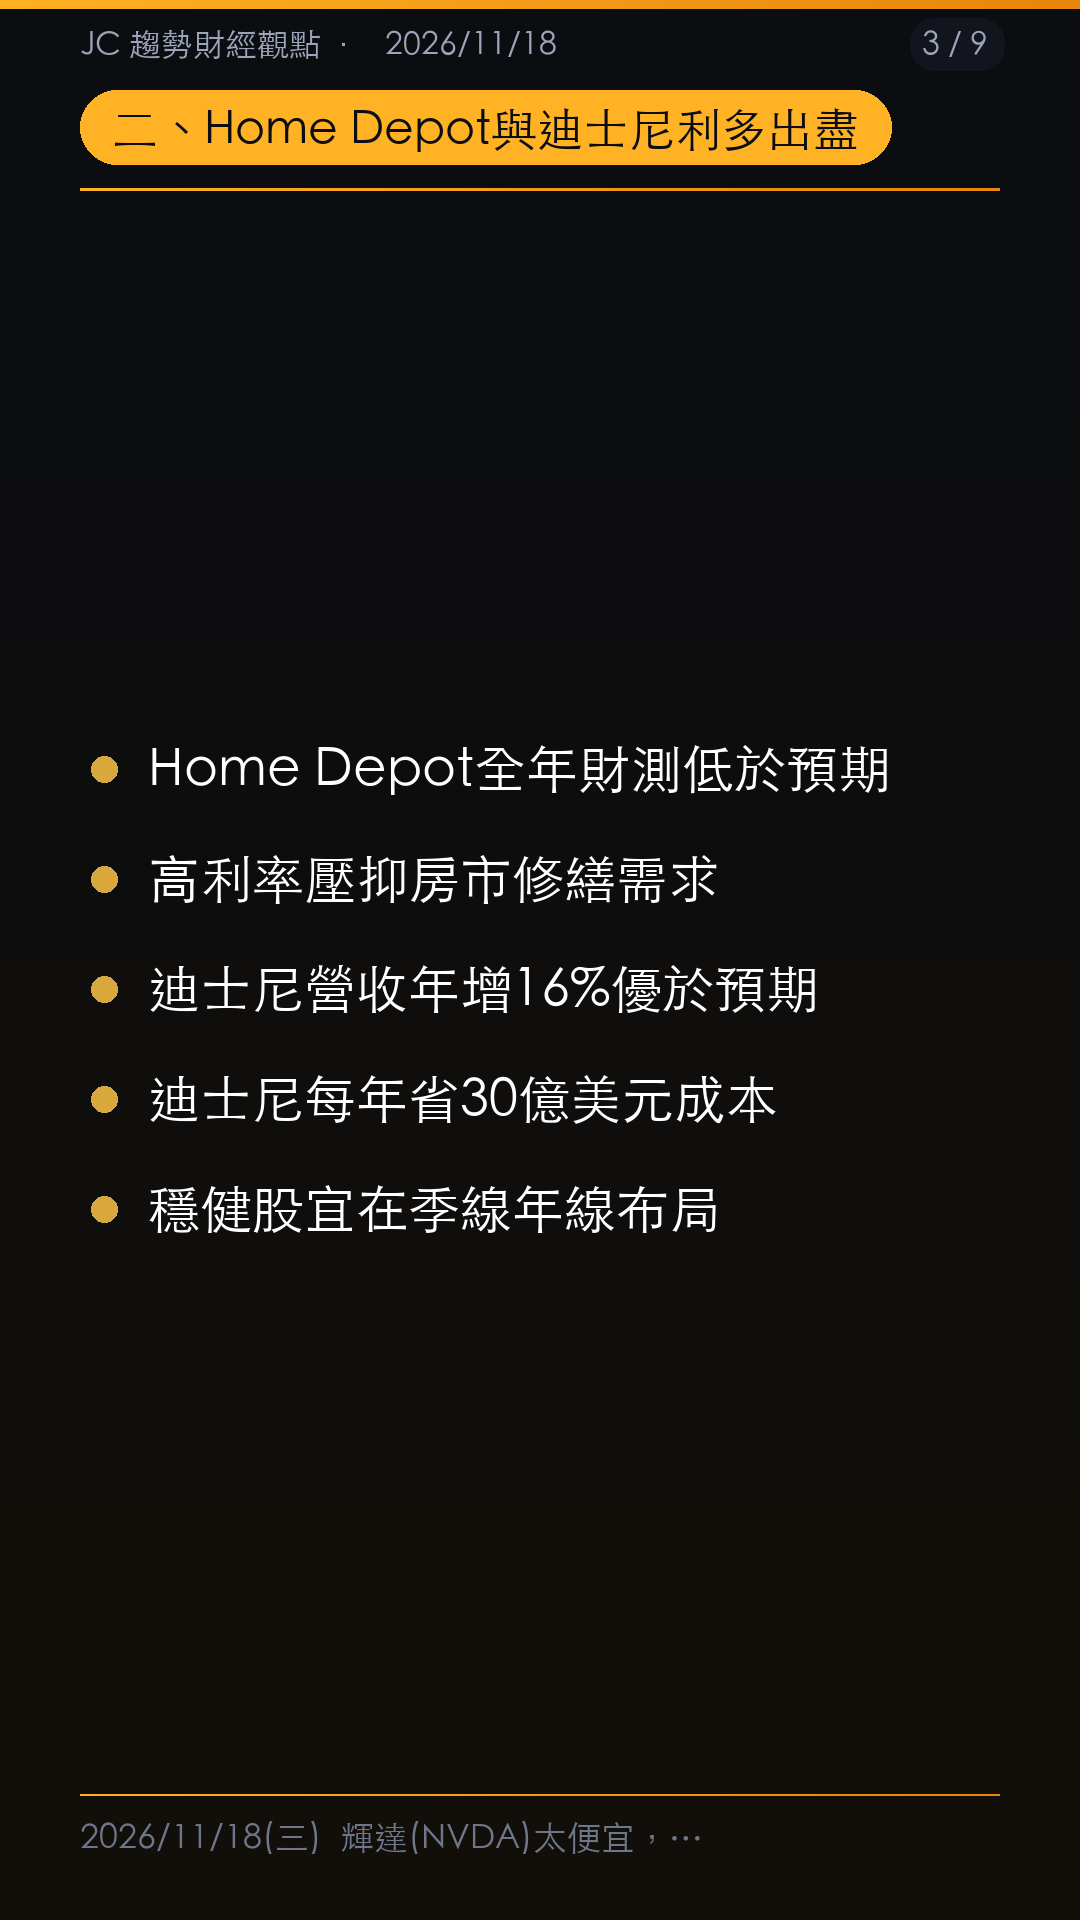 JC 趨勢財經觀點 · 2026/11/18
3 / 9
二、Home Depot與迪士尼利多出盡
Home Depot全年財測低於預期
高利率壓抑房市修繕需求
迪士尼營收年增16%優於預期
迪士尼每年省30億美元成本
穩健股宜在季線年線布局
2026/11/18(三) 輝達(NVDA)太便宜，…